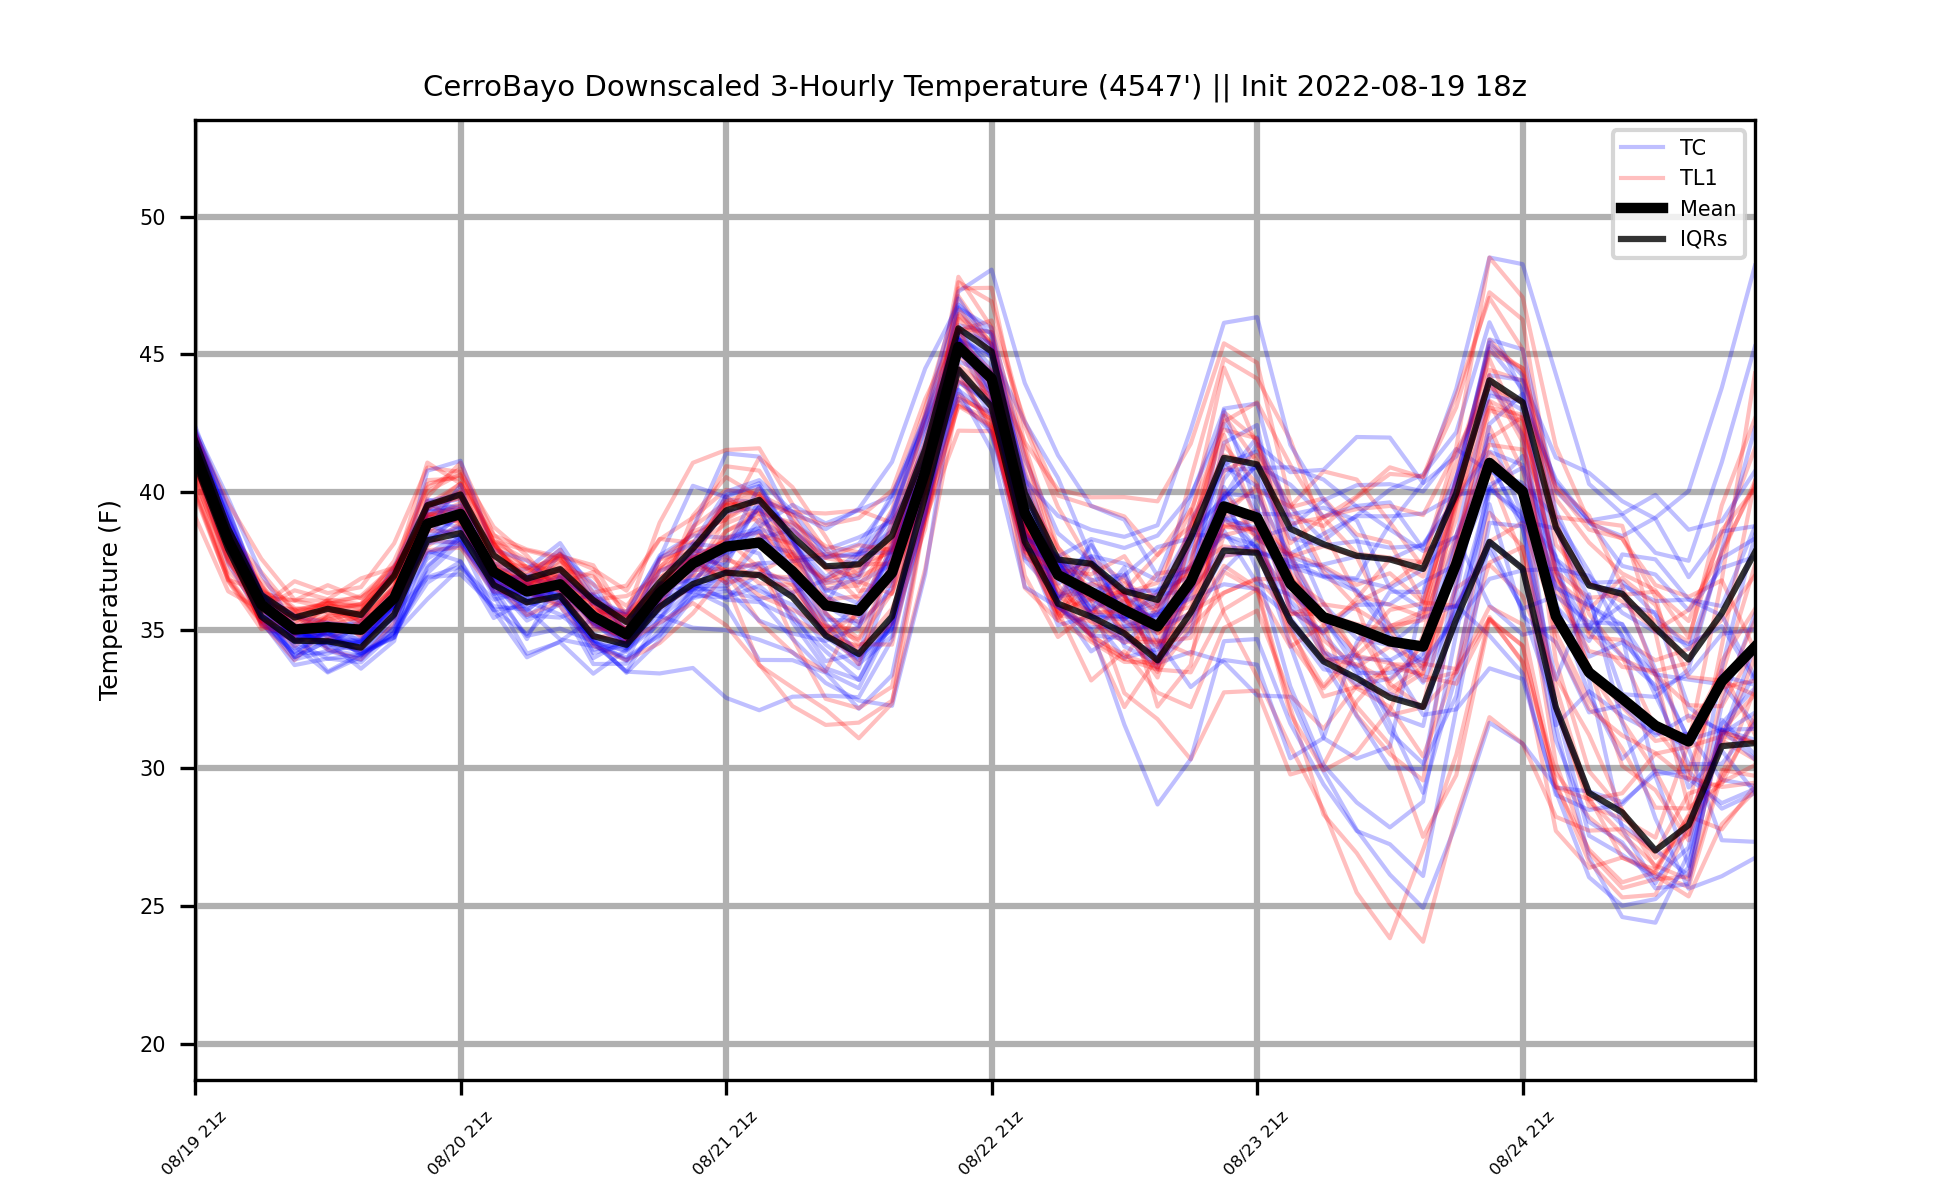 CerroBayo Downscaled 3-Hourly Temperature (4547') || Init 2022-08-19 18z
TC
TL1
Mean
IQRs
Temperature (F)
50
45
40
35
30
25
20
08/19 21z
08/20 21z
08/21 21z
08/22 21z
08/23 21z
08/24 21z